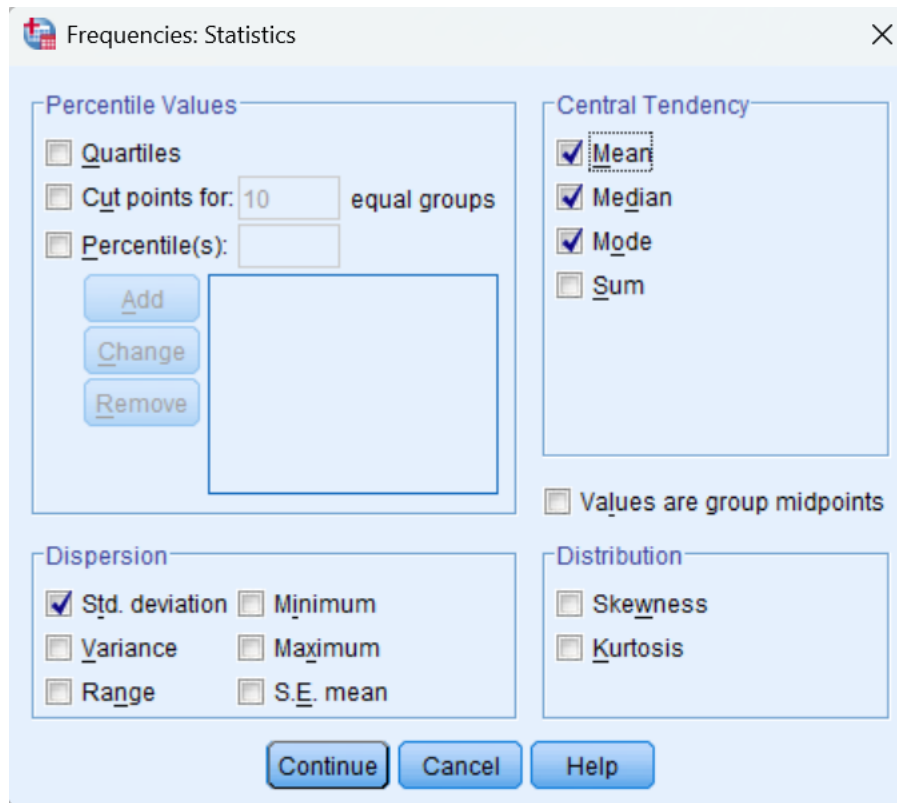 Frequencies: Statistics
Percentile Values
Quartiles
Cut points for: 10 equal groups
Percentile(s):
Add
Change
Remove
Central Tendency
Mean
Median
Mode
Sum
Values are group midpoints
Dispersion
Std. deviation Minimum
Variance Maximum
Range S.E. mean
Distribution
Skewness
Kurtosis
Continue Cancel Help